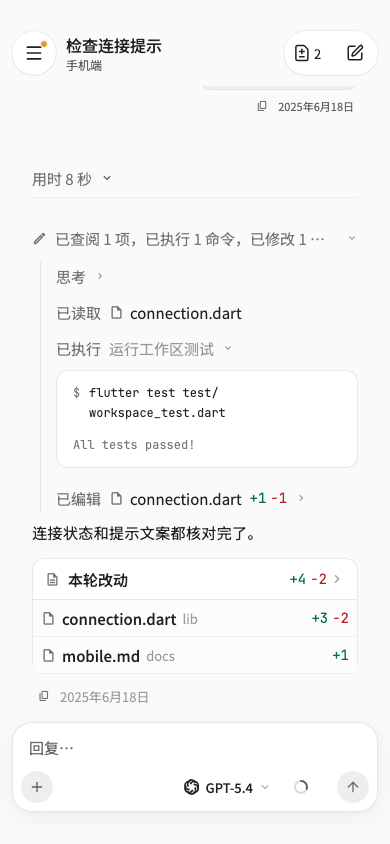 检查连接提示
手机端
2
2025年6月18日
用时 8 秒
已查阅 1 项，已执行 1 命令，已修改 1 …
思考
已读取 connection.dart
已执行 运行工作区测试
$ flutter test test/
workspace_test.dart
All tests passed!
已编辑 connection.dart +1 -1
连接状态和提示文案都核对完了。
本轮改动 +4 -2
connection.dart lib +3 -2
mobile.md docs +1
2025年6月18日
回复…
GPT-5.4